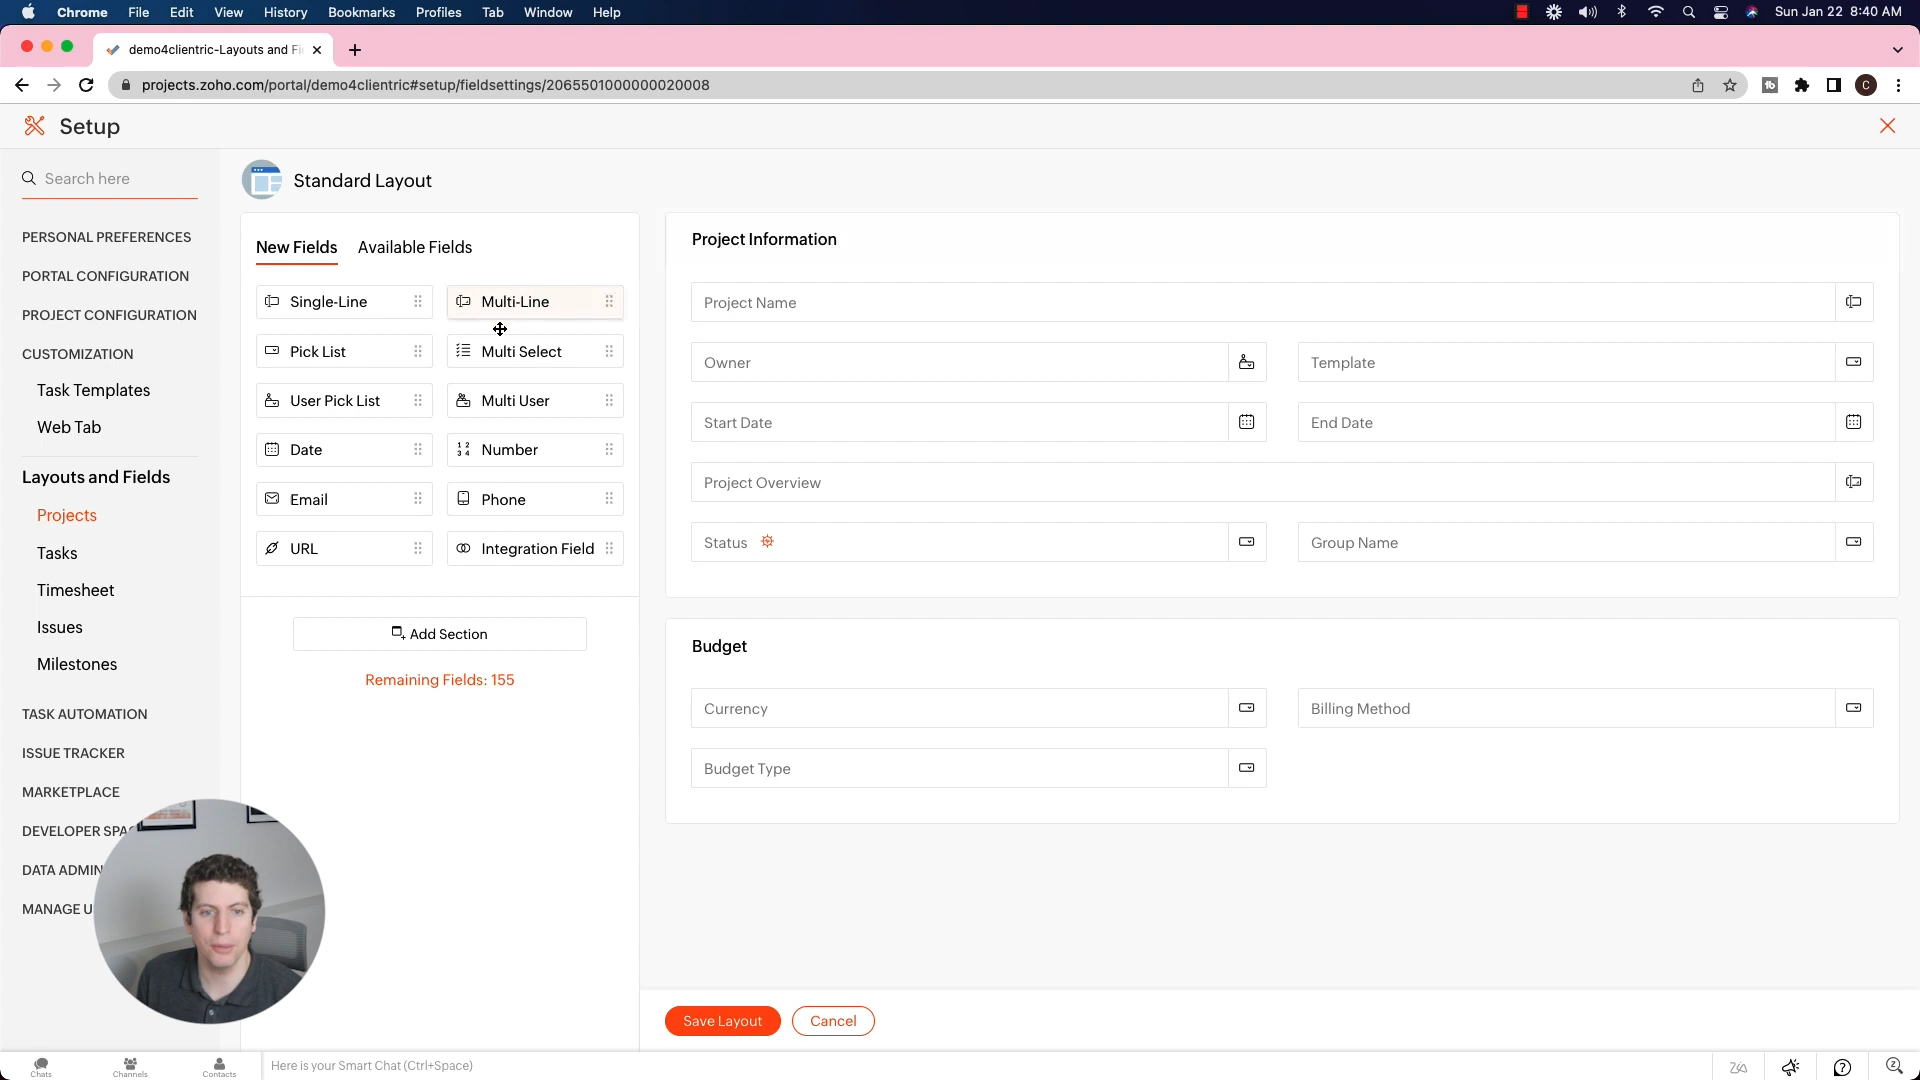 Chrome File Edit View History Bookmarks Profiles Tab Window Help Sun Jan 22 8:40 AM
demo4clientric-Layouts and Fi
projects.zoho.com/portal/demo4clientric#setup/fieldsettings/2065501000000020008 tb C
Setup
Search here
PERSONAL PREFERENCES
PORTAL CONFIGURATION
PROJECT CONFIGURATION
CUSTOMIZATION
Task Templates
Web Tab
Layouts and Fields
Projects
Tasks
Timesheet
Issues
Milestones
TASK AUTOMATION
ISSUE TRACKER
MARKETPLACE
DEVELOPER SPAC
DATA ADMIN
MANAGE U
Standard Layout
New Fields Available Fields
Single-Line Multi-Line
Pick List Multi Select
User Pick List Multi User
Date Number
Email Phone
URL Integration Field
Add Section
Remaining Fields: 155
Project Information
Project Name
Owner Template
Start Date End Date
Project Overview
Status Group Name
Budget
Currency Billing Method
Budget Type
Save Layout Cancel
Chats Channels Contacts Here is your Smart Chat (Ctrl+Space)